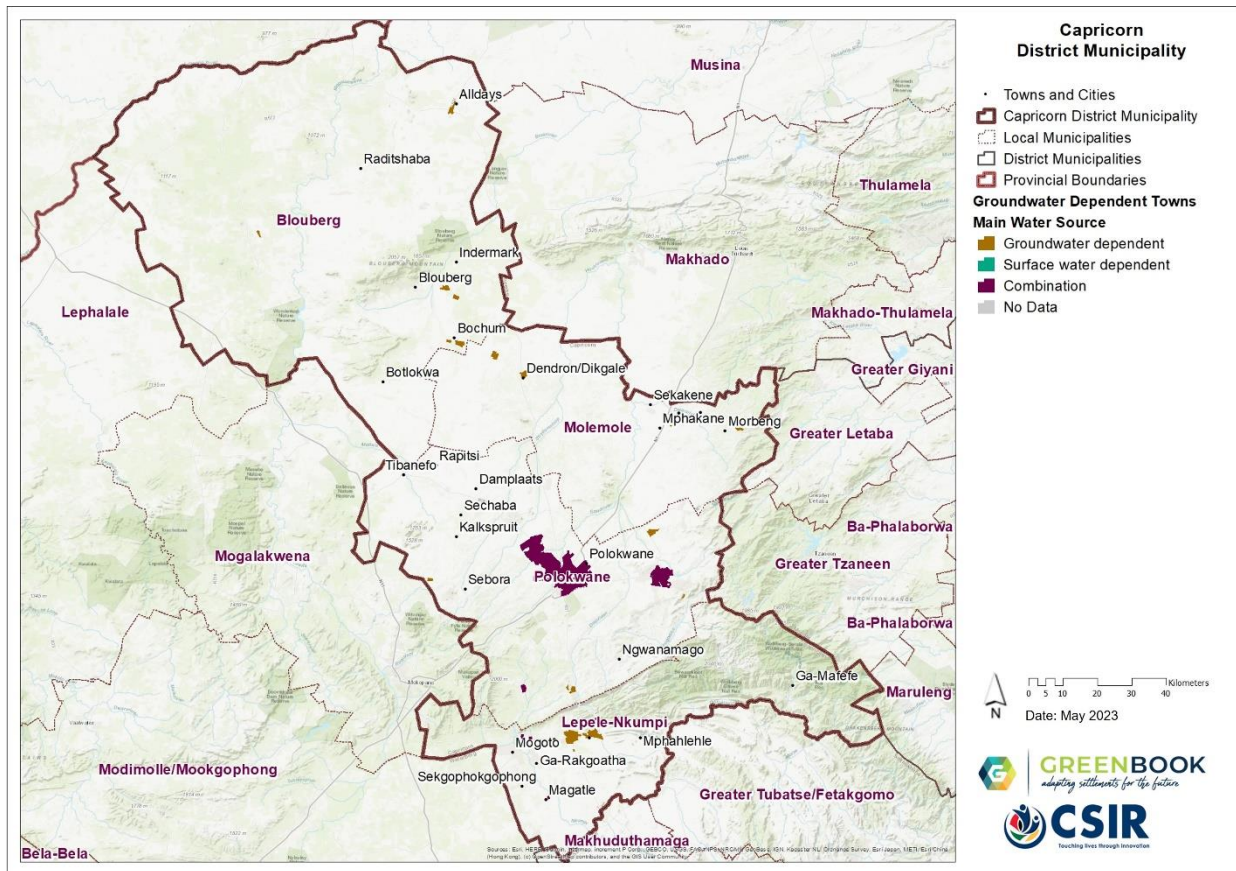 Capricorn
District Municipality
Towns and Cities
Capricorn District Municipality
Local Municipalities
District Municipalities
Provincial Boundaries
Groundwater Dependent Towns
Main Water Source
Groundwater dependent
Surface water dependent
Combination
No Data
Musina
Alldays
Raditshaba
Thulamela
Blouberg
Indermark
Makhado
Blouberg
Lephalale
Makhado-Thulamela
Bochum
Greater Giyani
Botlokwa
Dendron/Dikgale
Sekakene
Mphakane
Morbeng
Molemole
Greater Letaba
Rapitsi
Tibanefo
Damplaats
Sechaba
Kalkspruit
Ba-Phalaborwa
Mogalakwena
Polokwane
Polokwane
Greater Tzaneen
Sebora
Ba-Phalaborwa
Ngwanamago
Ga-Mafefe
Maruleng
Lepele-Nkumpi
Mogoto
Mphahlehle
Ga-Rakgoatha
Modimolle/Mookgophong
Sekgophokgophong
Magatle
Greater Tubatse/Fetakgomo
Makhuduthamaga
Bela-Bela
Kilometers
0 5 10 20 30 40
N
Date: May 2023
G
GREENBOOK
adapting settlements for the future
CSIR
Touching lives through innovation